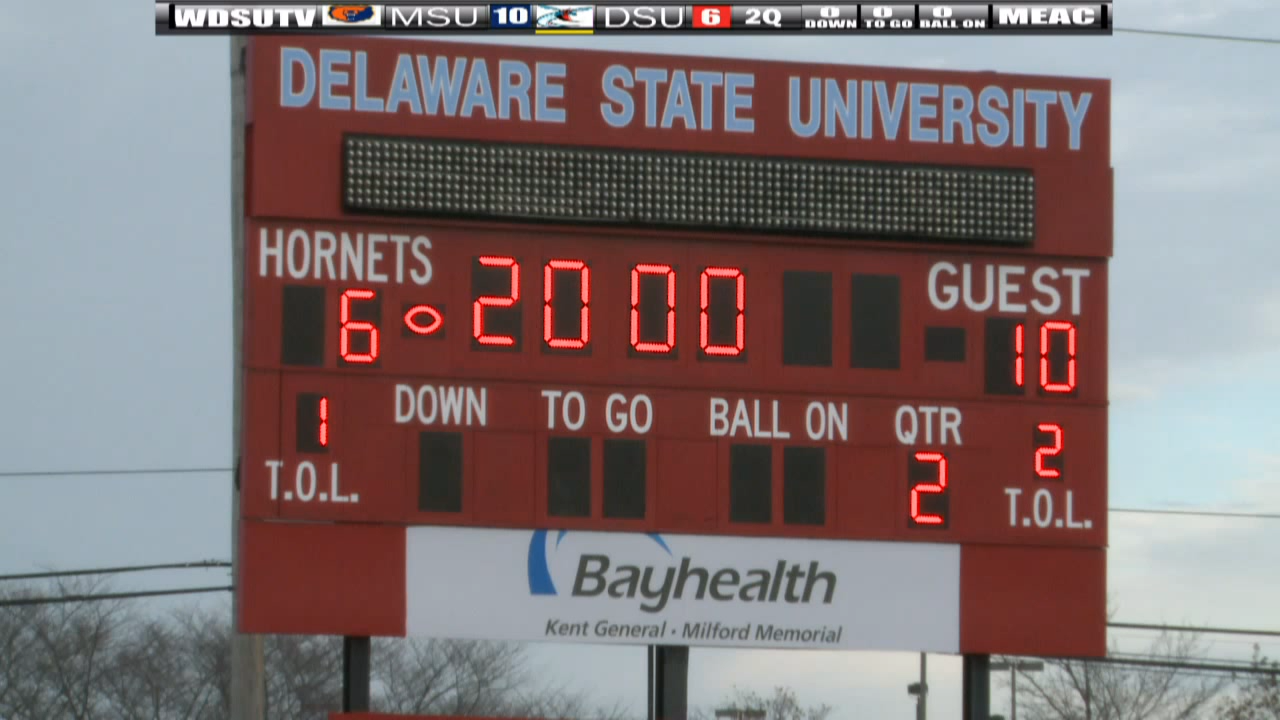 WDSUTV MSU 10 DSU 6 2Q 0 DOWN 0 TO GO 0 BALL ON MEAC
DELAWARE STATE UNIVERSITY
HORNETS GUEST
6 20 00 10
DOWN TO GO BALL ON QTR
1 2 2
T.O.L. T.O.L.
Bayhealth
Kent General • Milford Memorial